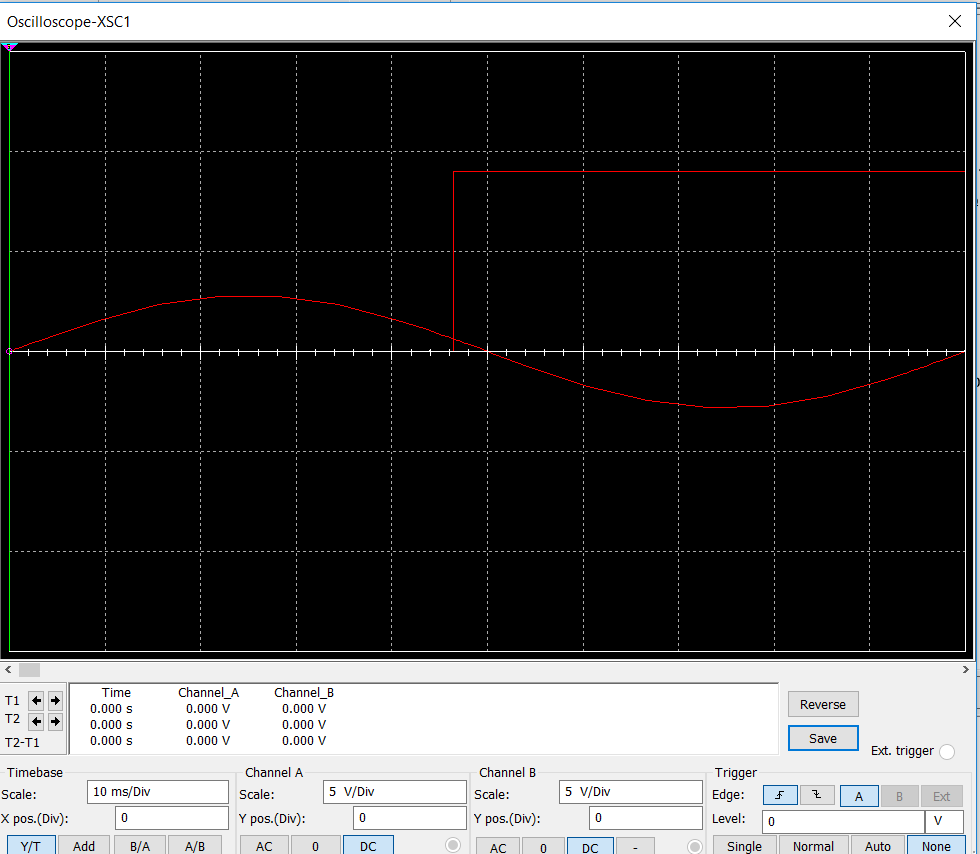 Oscilloscope-XSC1
T1
T2
T2-T1
Time Channel_A Channel_B
0.000 s 0.000 V 0.000 V
0.000 s 0.000 V 0.000 V
0.000 s 0.000 V 0.000 V
Reverse
Save
Ext. trigger
Timebase
Scale: 10 ms/Div
X pos.(Div): 0
Y/T Add B/A A/B
Channel A
Scale: 5 V/Div
Y pos.(Div): 0
AC 0 DC
Channel B
Scale: 5 V/Div
Y pos.(Div): 0
AC 0 DC -
Trigger
Edge: A B Ext
Level: 0 V
Single Normal Auto None